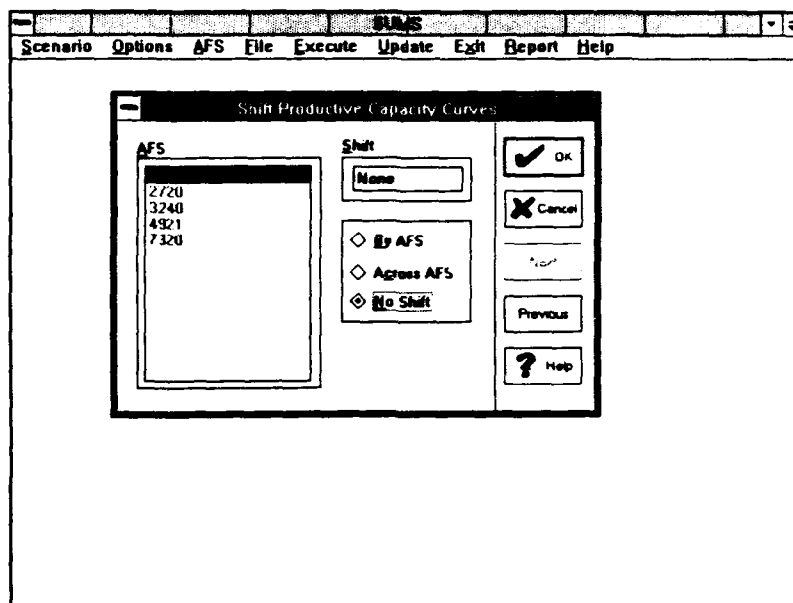 SUMS
Scenario Options AFS File Execute Update Exit Report Help
Shift Productive Capacity Curves
AFS
2720
3240
4921
7320
Shift
None
By AFS
Across AFS
No Shift
OK
Cancel
Next
Previous
Help